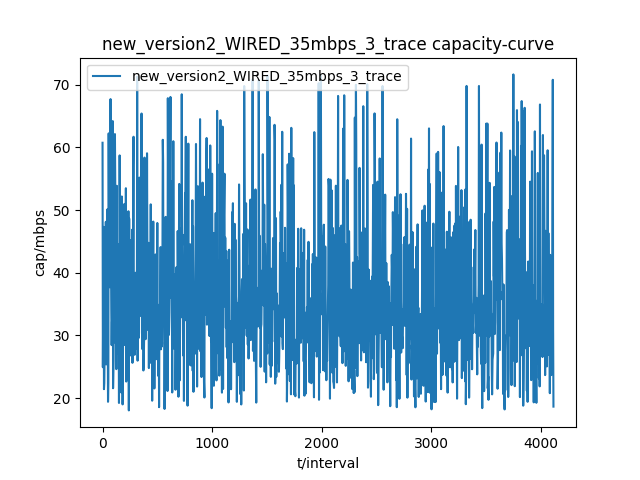 new_version2_WIRED_35mbps_3_trace capacity-curve
new_version2_WIRED_35mbps_3_trace
70
60
50
40
30
20
cap/mbps
0
1000
2000
3000
4000
t/interval